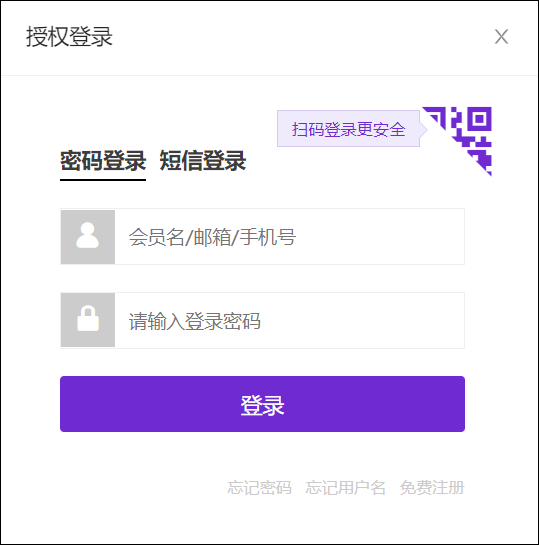 授权登录
扫码登录更安全
密码登录 短信登录
会员名/邮箱/手机号
请输入登录密码
登录
忘记密码 忘记用户名 免费注册